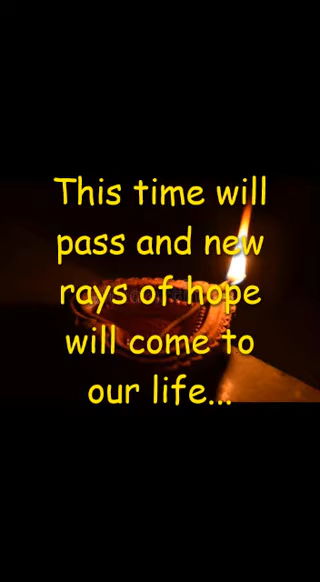 This time will
pass and new
rays of hope
will come to
our life...